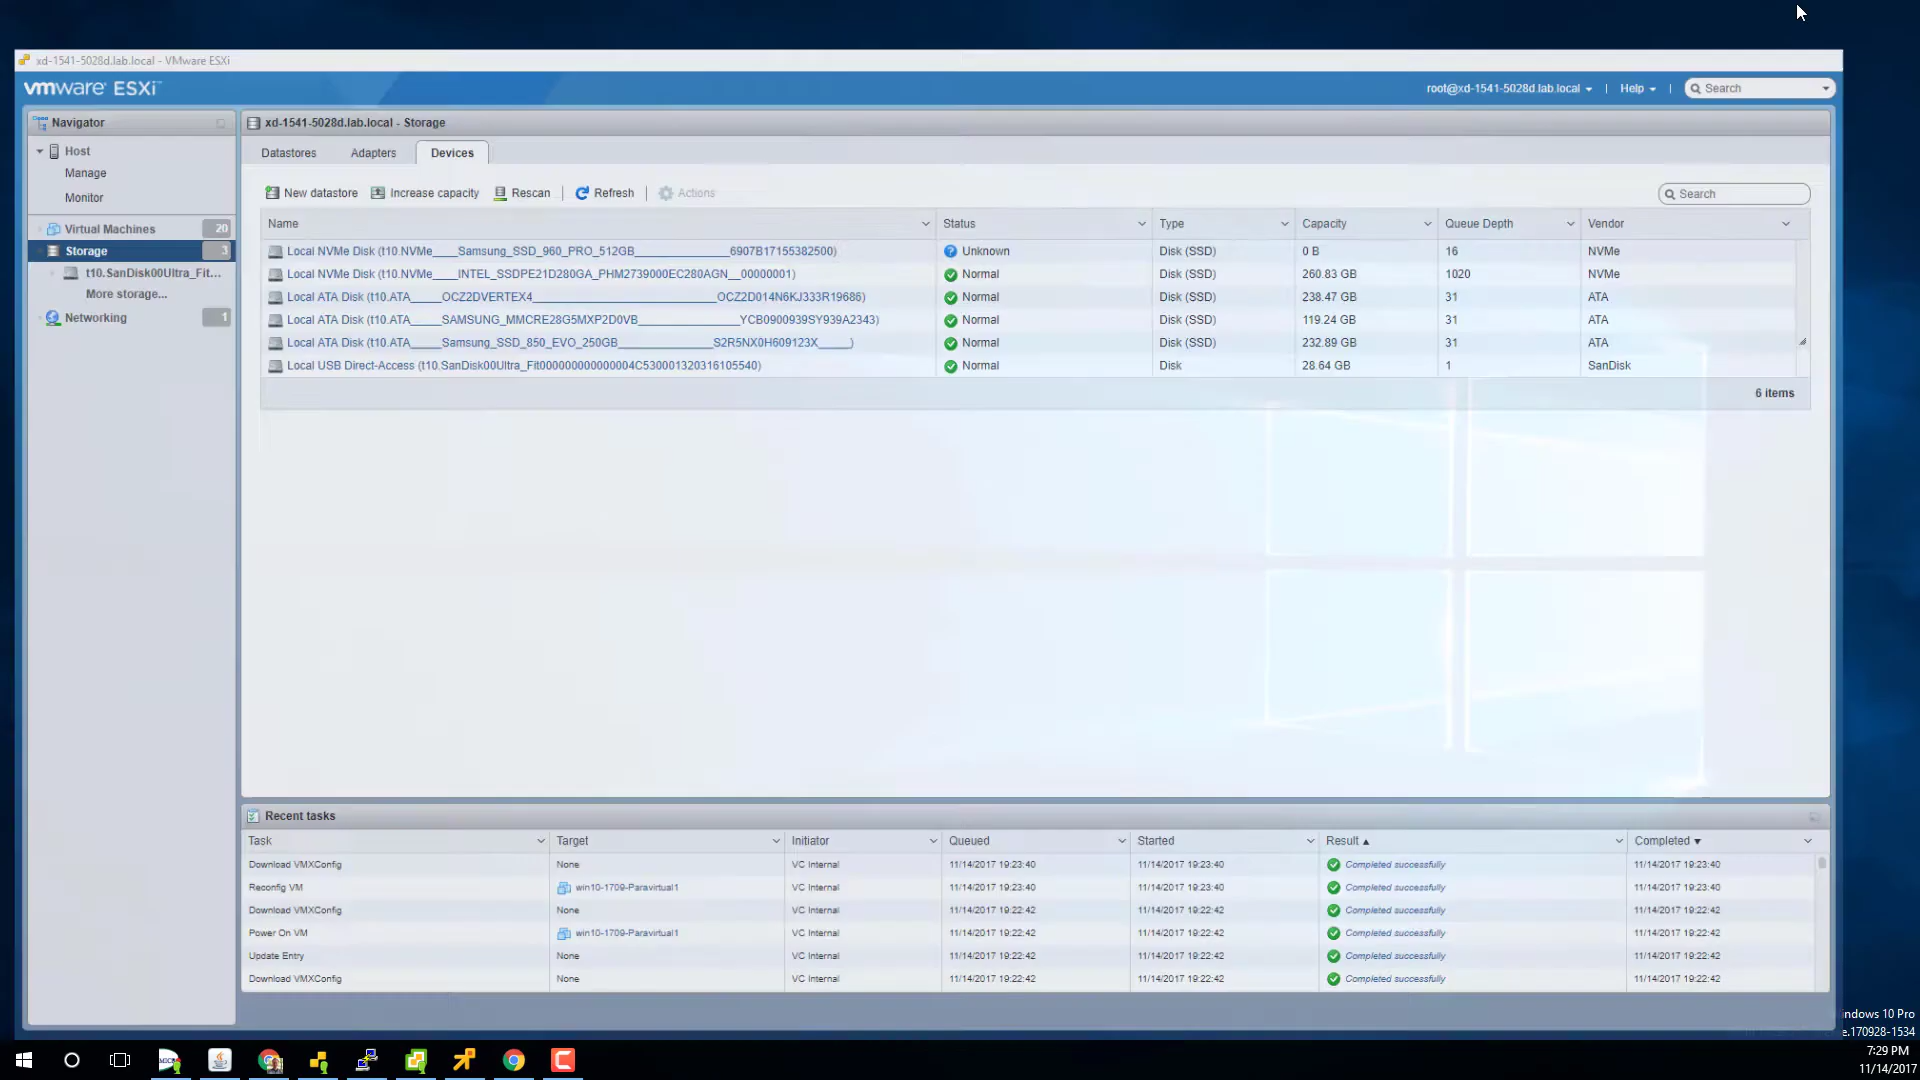 xd-1541-5028d.lab.local - VMware ESXi
vmware ESXi™
root@xd-1541-5028d.lab.local | Help | Search
Navigator
Host
Manage
Monitor
Virtual Machines 20
Storage 3
t10.SanDisk00Ultra_Fit...
More storage...
Networking 1
xd-1541-5028d.lab.local - Storage
Datastores Adapters Devices
New datastore Increase capacity Rescan | Refresh | Actions Search
Name Status Type Capacity Queue Depth Vendor
Local NVMe Disk (t10.NVMe____Samsung_SSD_960_PRO_512GB_______________6907B17155382500) Unknown Disk (SSD) 0 B 16 NVMe
Local NVMe Disk (t10.NVMe____INTEL_SSDPE21D280GA_PHM2739000EC280AGN__00000001) Normal Disk (SSD) 260.83 GB 1020 NVMe
Local ATA Disk (t10.ATA_____OCZ2DVERTEX4_____________________________OCZ2D014N6KJ333R19686) Normal Disk (SSD) 238.47 GB 31 ATA
Local ATA Disk (t10.ATA_____SAMSUNG_MMCRE28G5MXP2D0VB________________YCB0900939SY939A2343) Normal Disk (SSD) 119.24 GB 31 ATA
Local ATA Disk (t10.ATA_____Samsung_SSD_850_EVO_250GB_______________S2R5NX0H609123X_____) Normal Disk (SSD) 232.89 GB 31 ATA
Local USB Direct-Access (t10.SanDisk00Ultra_Fit000000000000004C530001320316105540) Normal Disk 28.64 GB 1 SanDisk
6 items
Recent tasks
Task Target Initiator Queued Started Result ▲ Completed ▼
Download VMXConfig None VC Internal 11/14/2017 19:23:40 11/14/2017 19:23:40 Completed successfully 11/14/2017 19:23:40
Reconfig VM win10-1709-Paravirtual1 VC Internal 11/14/2017 19:23:40 11/14/2017 19:23:40 Completed successfully 11/14/2017 19:23:40
Download VMXConfig None VC Internal 11/14/2017 19:22:42 11/14/2017 19:22:42 Completed successfully 11/14/2017 19:22:42
Power On VM win10-1709-Paravirtual1 VC Internal 11/14/2017 19:22:42 11/14/2017 19:22:42 Completed successfully 11/14/2017 19:22:42
Update Entry None VC Internal 11/14/2017 19:22:42 11/14/2017 19:22:42 Completed successfully 11/14/2017 19:22:42
Download VMXConfig None VC Internal 11/14/2017 19:22:42 11/14/2017 19:22:42 Completed successfully 11/14/2017 19:22:42
indows 10 Pro
e.170928-1534
7:29 PM
11/14/2017